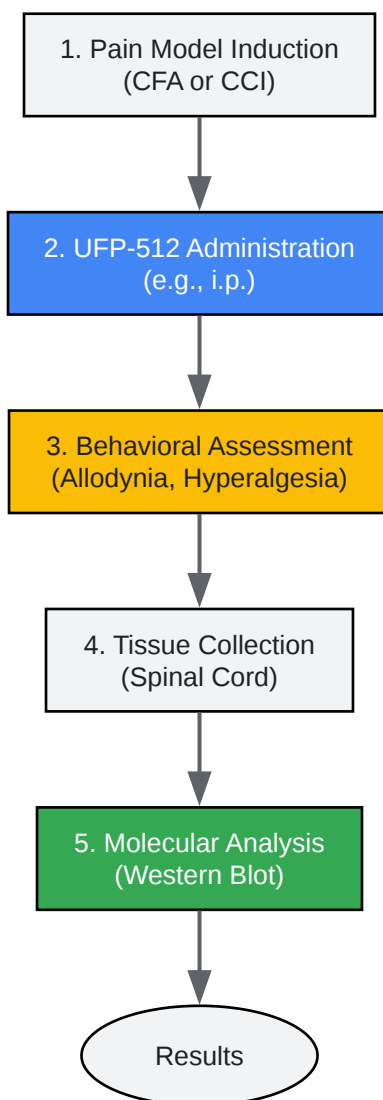 1. Pain Model Induction
(CFA or CCI)
2. UFP-512 Administration
(e.g., i.p.)
3. Behavioral Assessment
(Allodynia, Hyperalgesia)
4. Tissue Collection
(Spinal Cord)
5. Molecular Analysis
(Western Blot)
Results